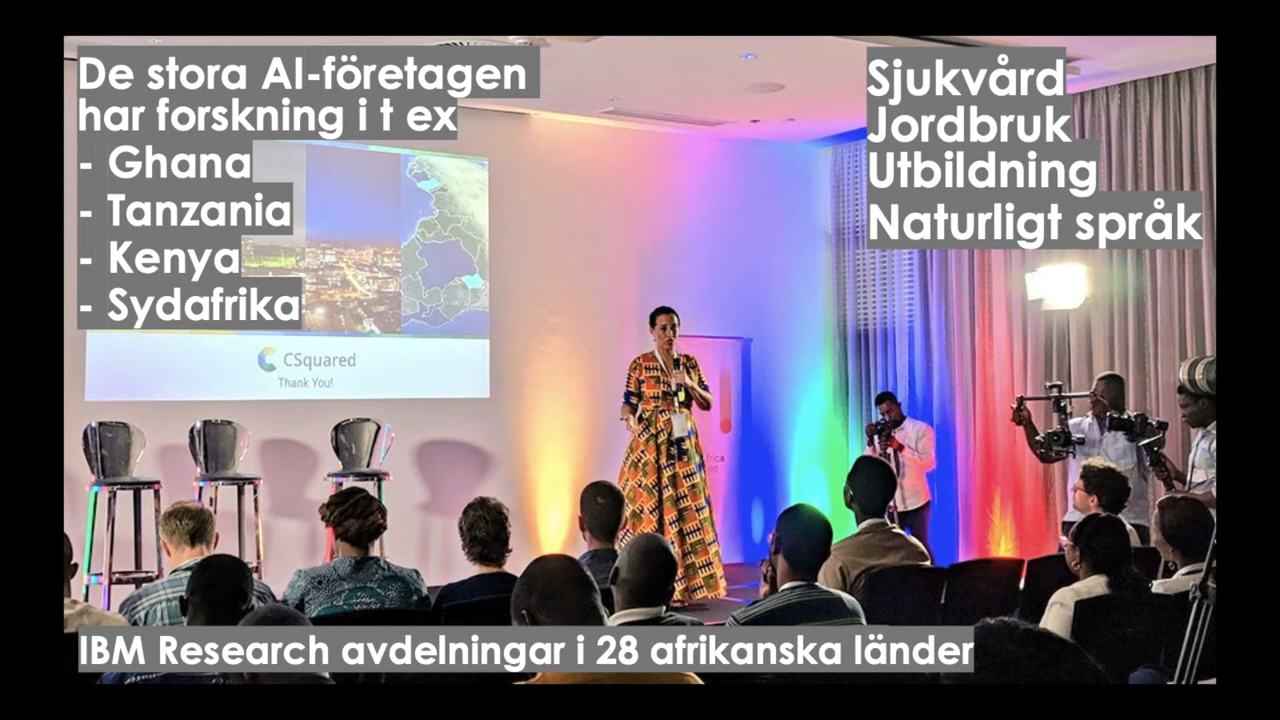 De stora AI-företagen
har forskning i t ex
- Ghana
- Tanzania
- Kenya
- Sydafrika
Sjukvård
Jordbruk
Utbildning
Naturligt språk
CSquared
Thank You!
IBM Research avdelningar i 28 afrikanska länder